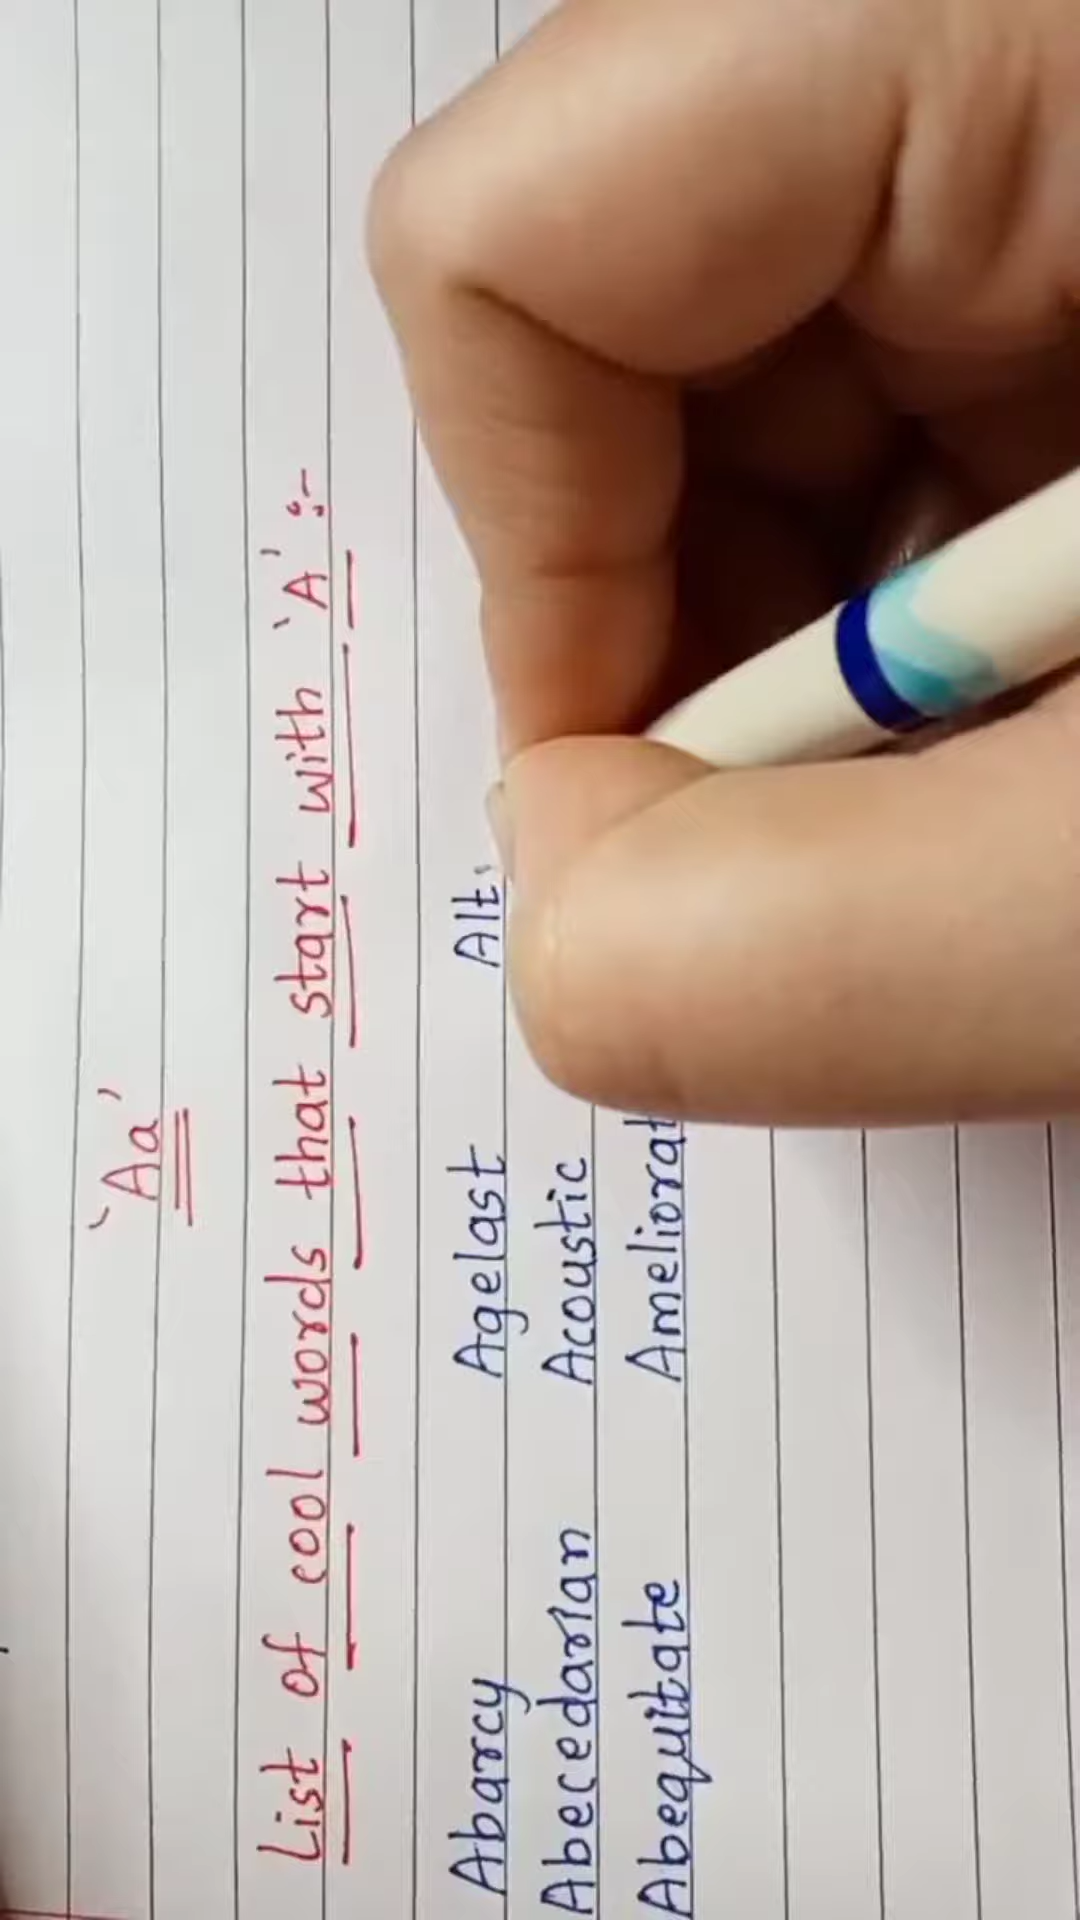 'Aa'
List of cool words that start with 'A' :-
Abarcy Agelast
Abecedarian Acoustic
Abequitate